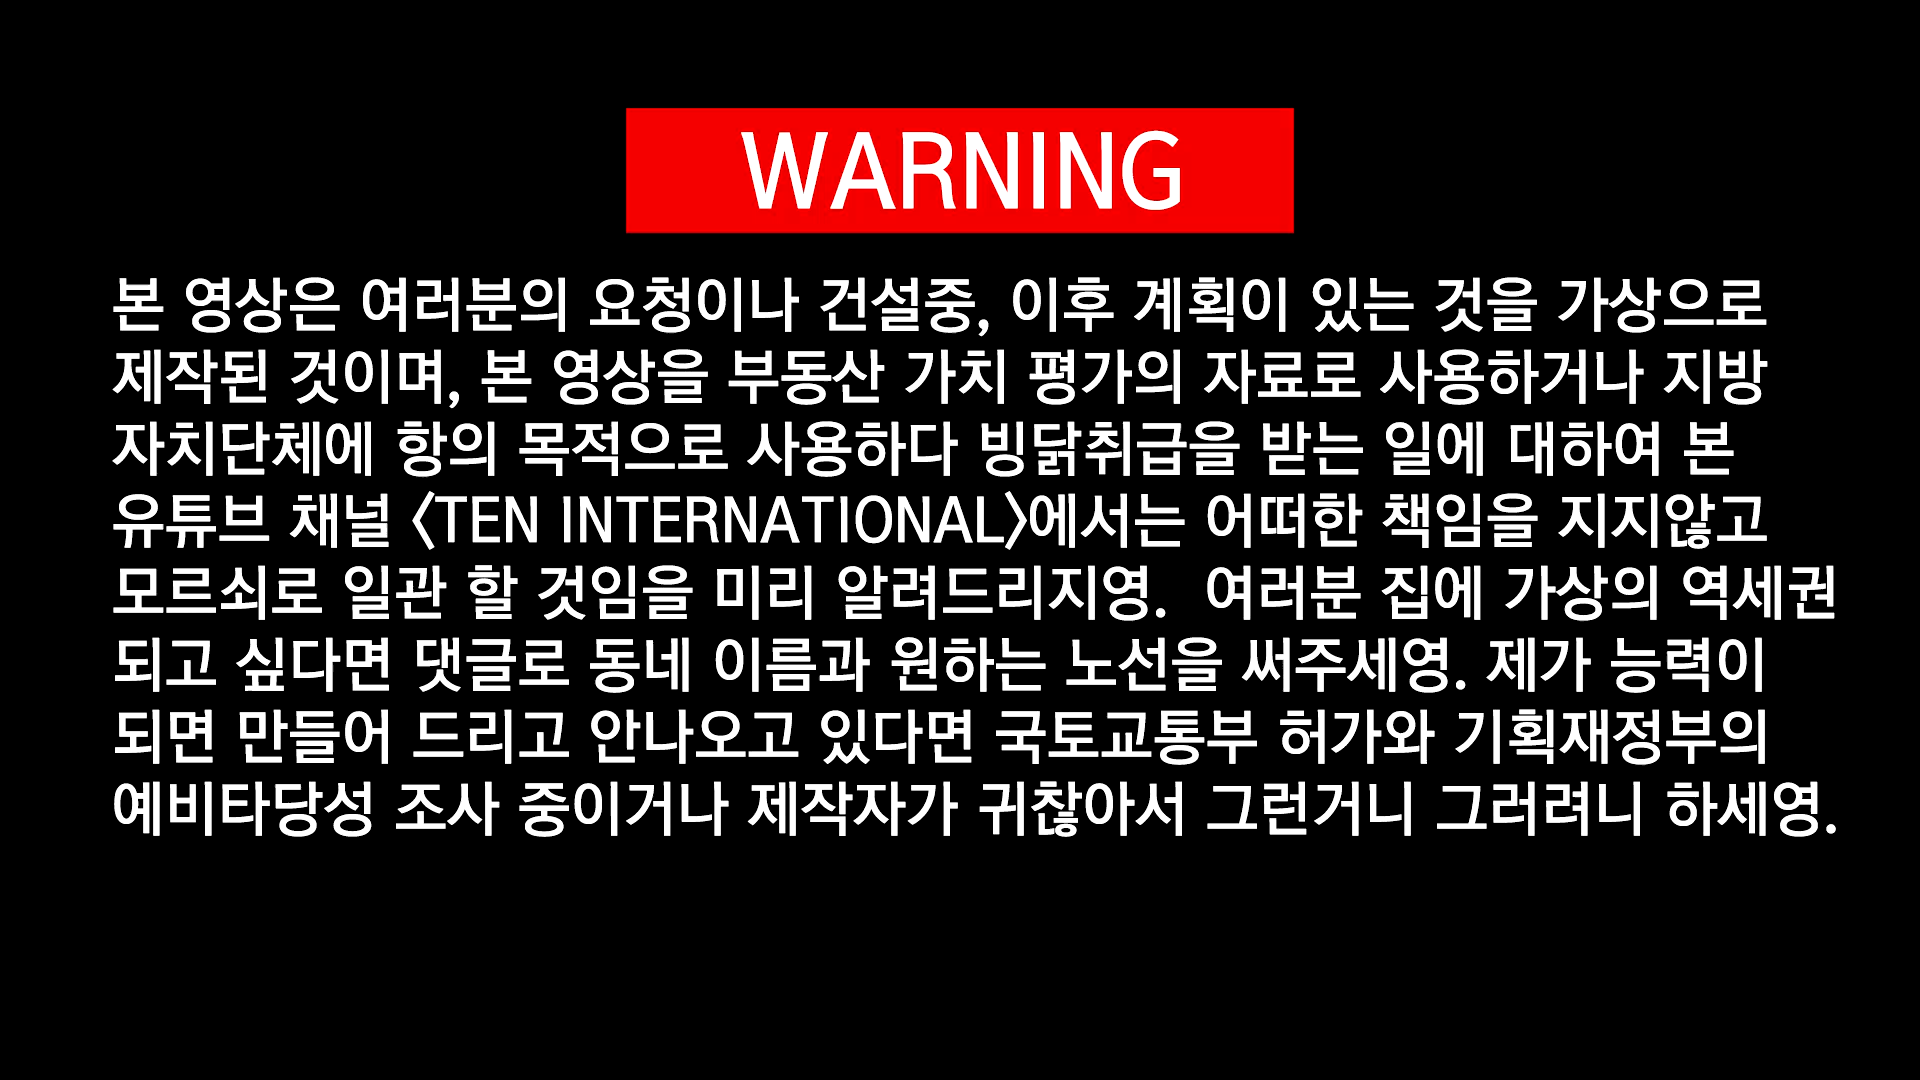 WARNING
본 영상은 여러분의 요청이나 건설중, 이후 계획이 있는 것을 가상으로
제작된 것이며, 본 영상을 부동산 가치 평가의 자료로 사용하거나 지방
자치단체에 항의 목적으로 사용하다 빙닭취급을 받는 일에 대하여 본
유튜브 채널 <TEN INTERNATIONAL>에서는 어떠한 책임을 지지않고
모르쇠로 일관 할 것임을 미리 알려드리지영.  여러분 집에 가상의 역세권
되고 싶다면 댓글로 동네 이름과 원하는 노선을 써주세영. 제가 능력이
되면 만들어 드리고 안나오고 있다면 국토교통부 허가와 기획재정부의
예비타당성 조사 중이거나 제작자가 귀찮아서 그런거니 그러려니 하세영.